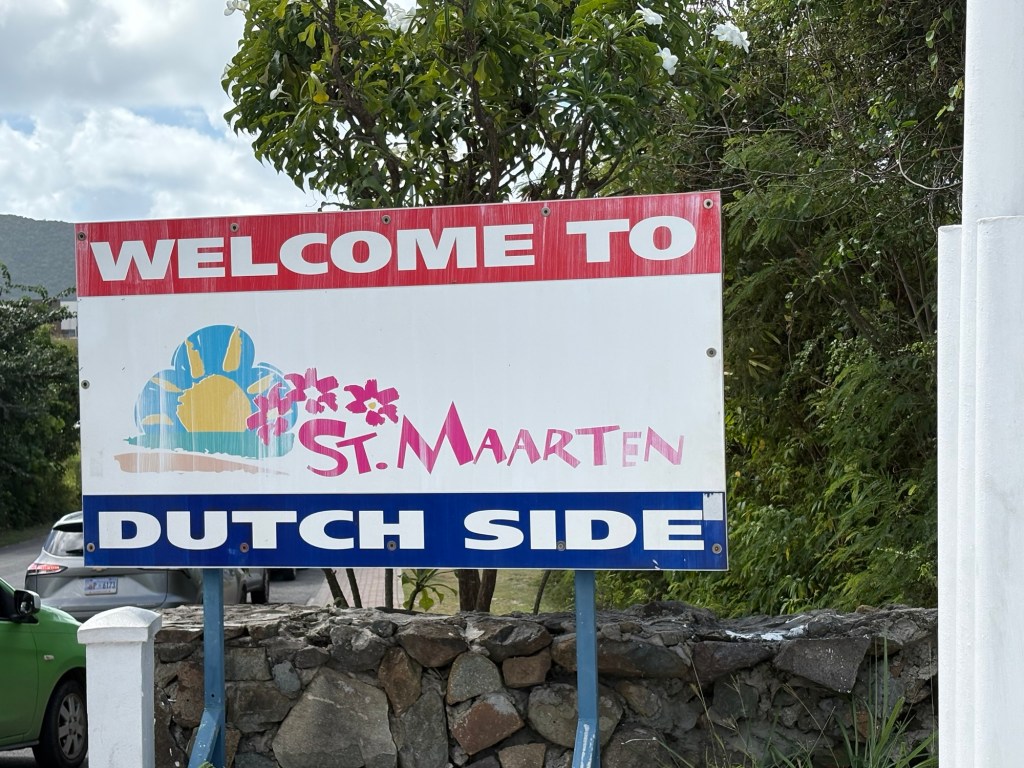 WELCOME TO
ST. MAARTEN
DUTCH SIDE